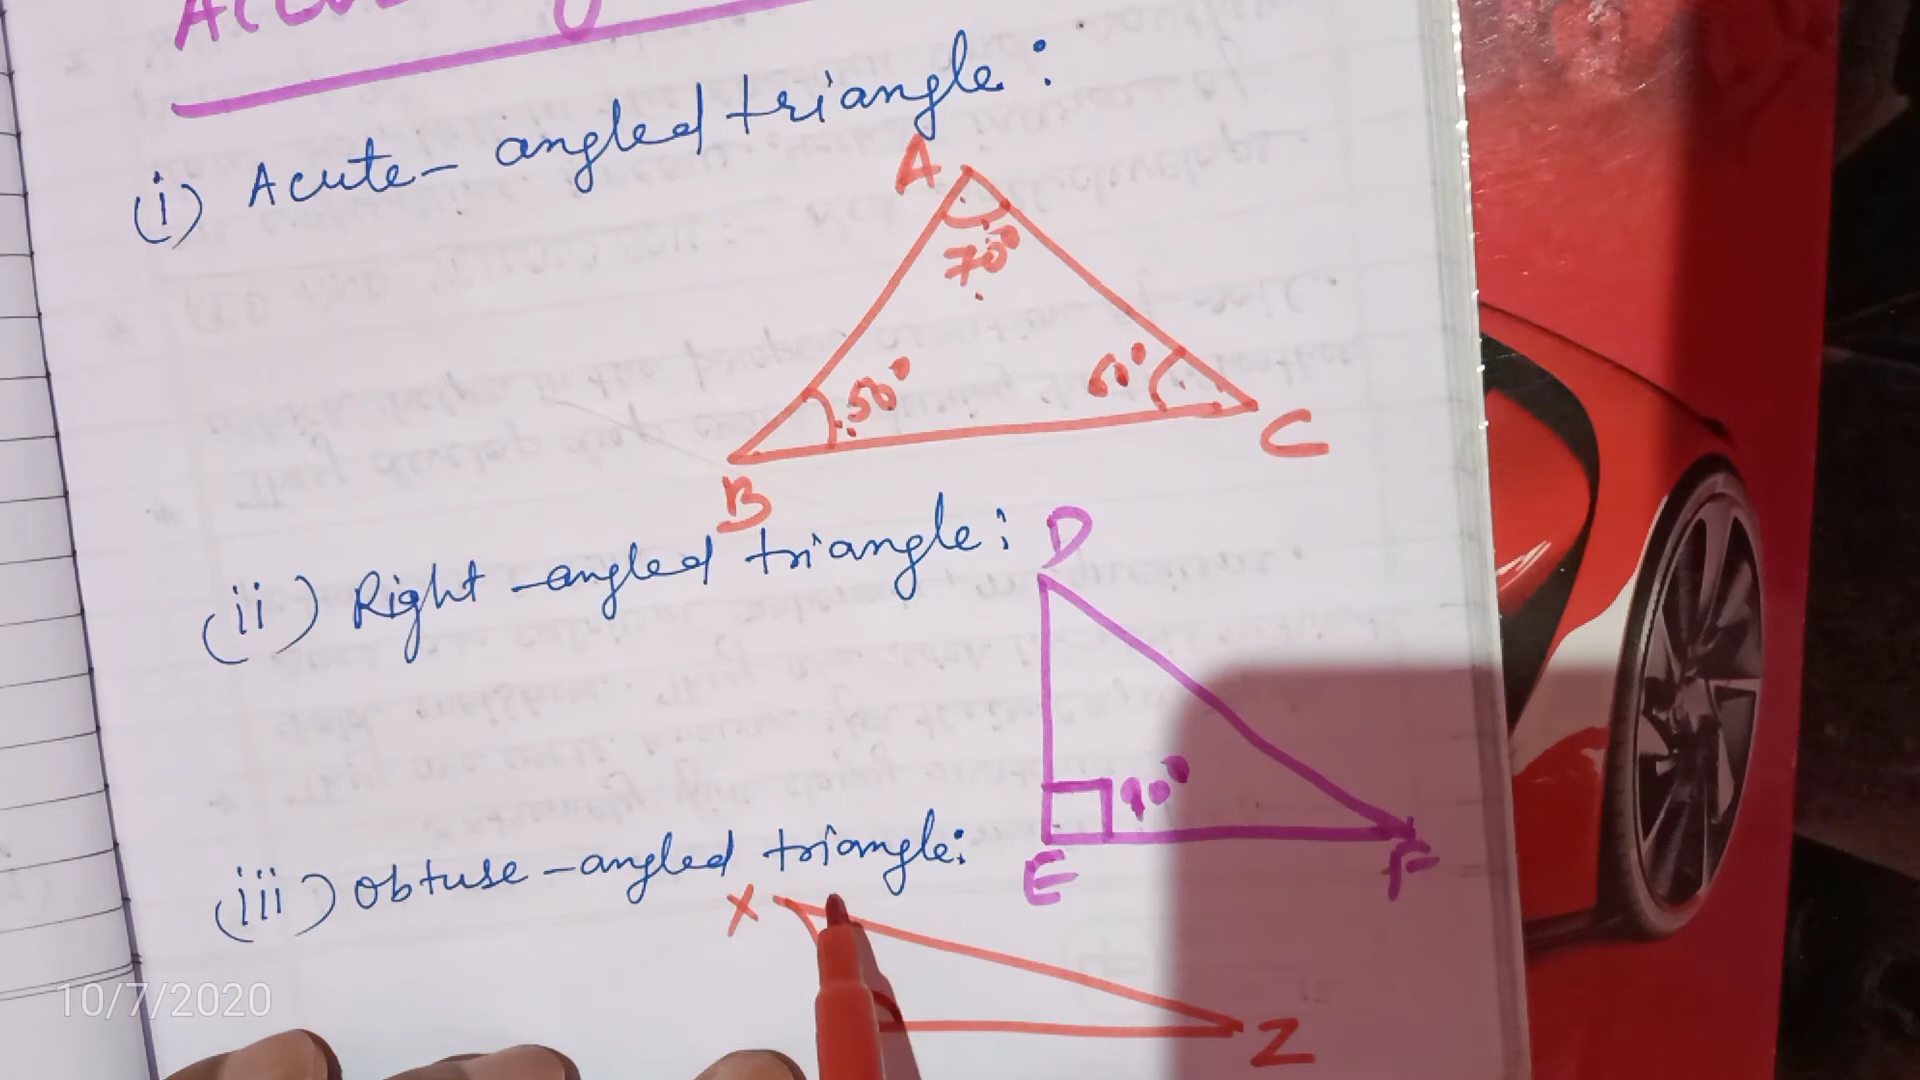 (i) Acute-angled triangle:
A
70°
50°
60°
B
C
(ii) Right-angled triangle:
D
90°
E
F
(iii) Obtuse-angled triangle:
X
Z
10/7/2020